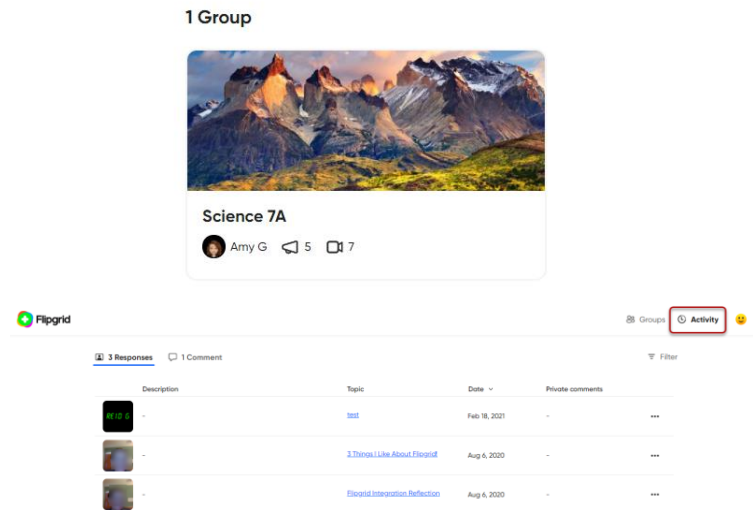 1 Group
Science 7A
Amy G 5 7
Flipgrid Groups Activity
3 Responses 1 Comment Filter
Description Topic Date Private comments
REID G. - test Feb 18, 2021 - •••
- 3 Things I Like About Flipgrid! Aug 6, 2020 - •••
- Flipgrid Integration Reflection Aug 6, 2020 - •••